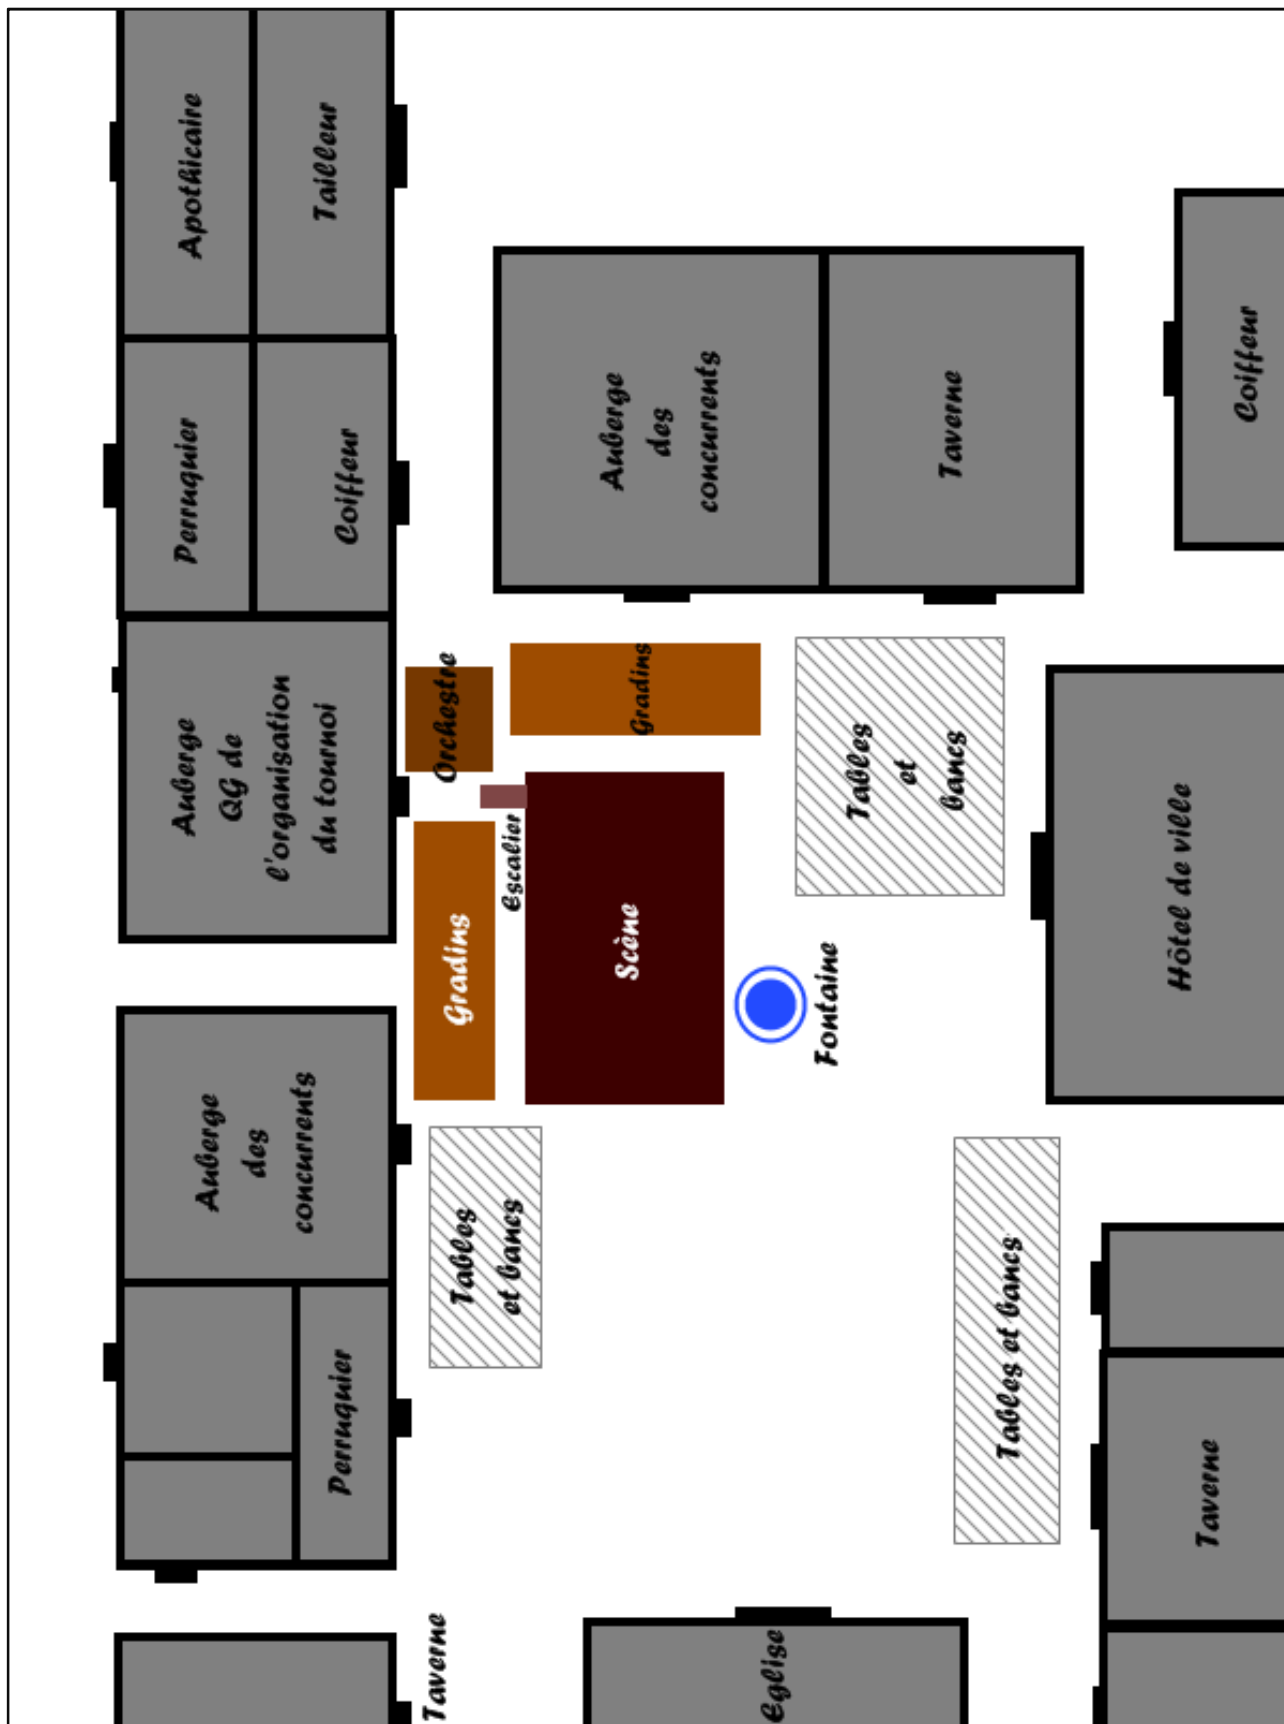 Apothicaire
Tailleur
Perruquier
Coiffeur
Auberge
des
concurrents
Taverne
Coiffeur
Auberge
QG de
l'organisation
du tournoi
Orchestre
Gradins
Tables
et
bancs
Hôtel de ville
Escalier
Gradins
Scène
Fontaine
Auberge
des
concurrents
Tables
et bancs
Tables et bancs
Perruquier
Taverne
Taverne
Eglise